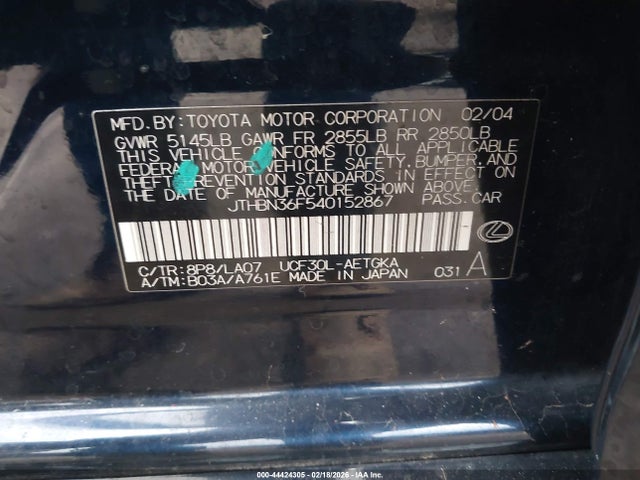 MFD.BY:TOYOTA MOTOR CORPORATION 02/04
GVWR 5145LB GAWR FR 2855LB RR 2850LB
THIS VEHICLE CONFORMS TO ALL APPLICABLE
FEDERAL MOTOR VEHICLE SAFETY, BUMPER, AND
THEFT PREVENTION STANDARDS IN EFFECT ON
THE DATE OF MANUFACTURE SHOWN ABOVE.
JTHBN36F540152867 PASS.CAR
C/TR:8P8/LA07 UCF30L-AETGKA
A/TM:B03A/A761E MADE IN JAPAN 031 A
000-44424305 - 02/18/2026 - IAA Inc.